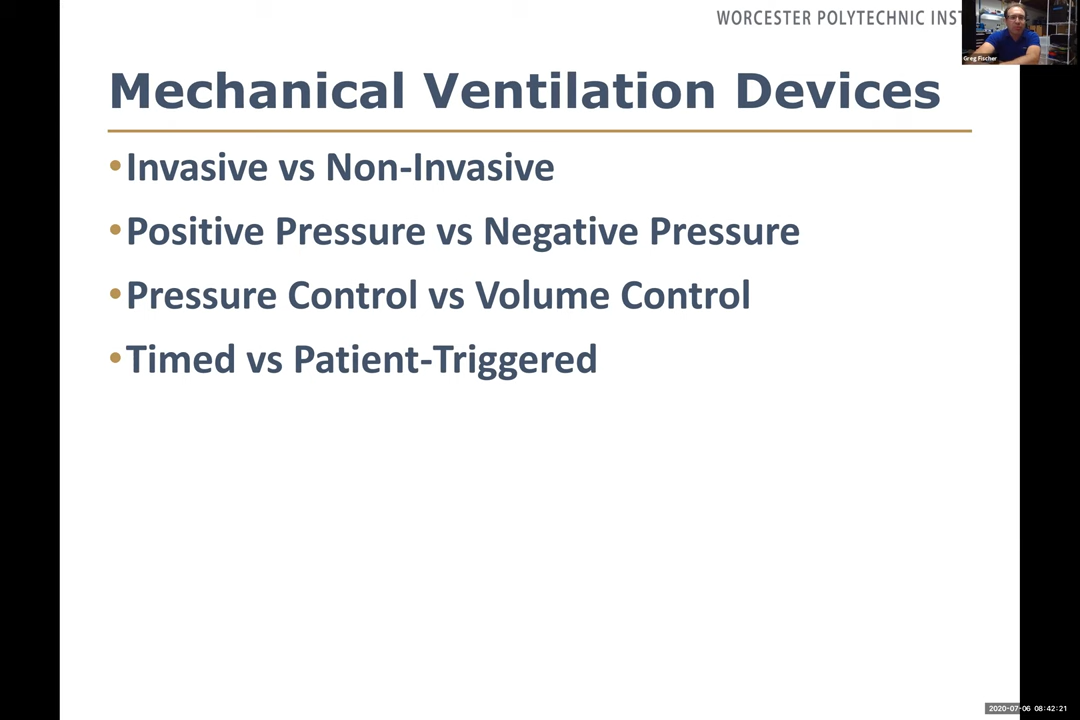 WORCESTER POLYTECHNIC INST
Greg Fischer
Mechanical Ventilation Devices
•Invasive vs Non-Invasive
•Positive Pressure vs Negative Pressure
•Pressure Control vs Volume Control
•Timed vs Patient-Triggered
2020-07-06 08:42:21